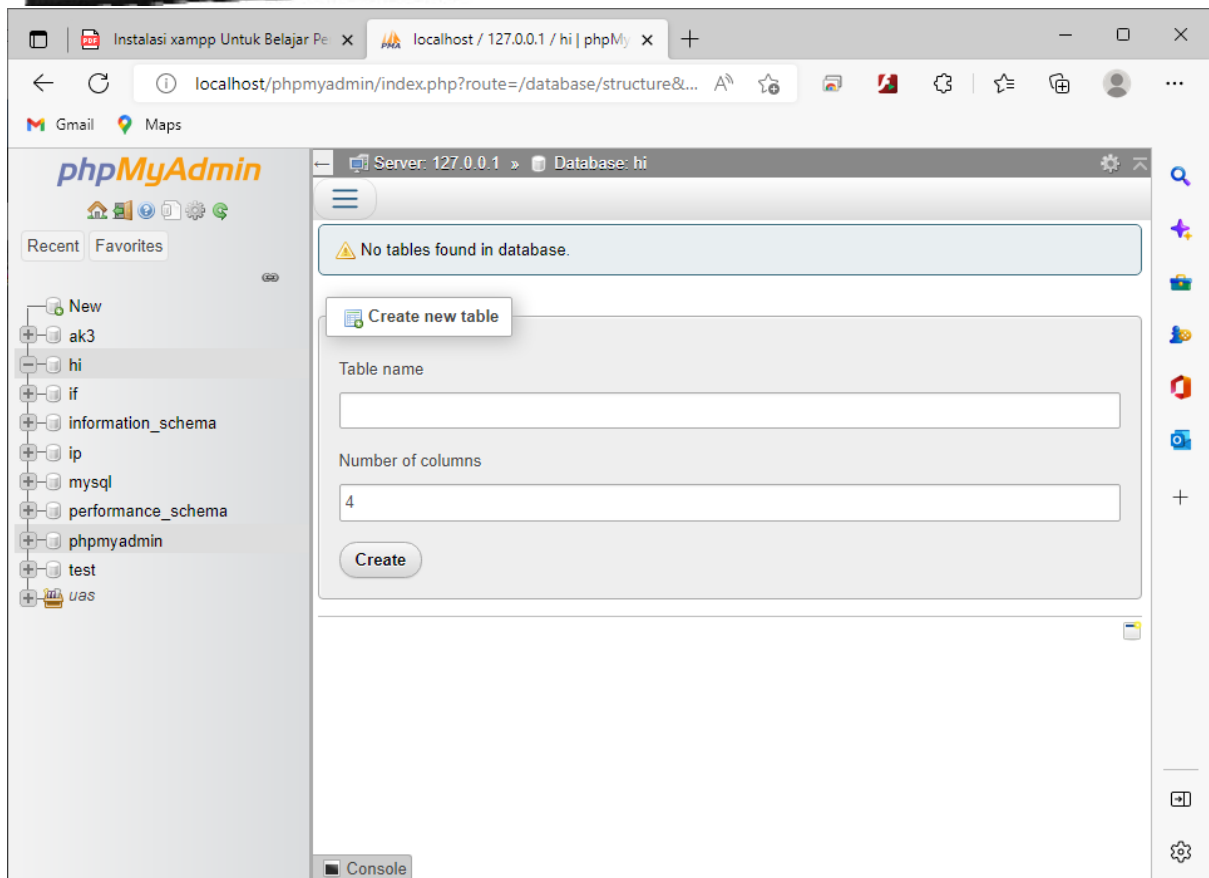 Instalasi xampp Untuk Belajar Pe
localhost / 127.0.0.1 / hi | phpMy
localhost/phpmyadmin/index.php?route=/database/structure&...
Gmail Maps
phpMyAdmin
Recent Favorites
New
ak3
hi
if
information_schema
ip
mysql
performance_schema
phpmyadmin
test
uas
Server: 127.0.0.1 » Database: hi
No tables found in database.
Create new table
Table name
Number of columns
4
Create
Console